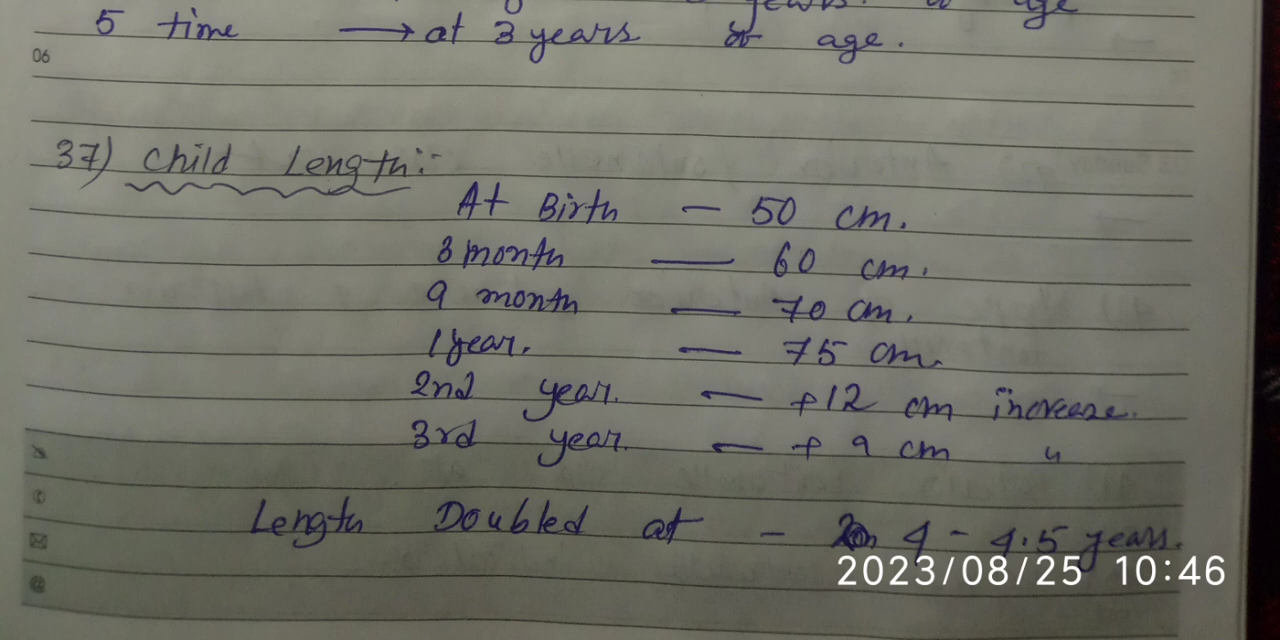 years. age
5 time → at 3 years of age.
06
37) Child Length:-
At Birth — 50 cm.
3 month — 60 cm.
9 month — 70 cm.
1 year. — 75 cm.
2nd year. — +12 cm increase.
3rd year. — + 9 cm "
Length Doubled at — 4 - 4.5 years.
2023/08/25 10:46